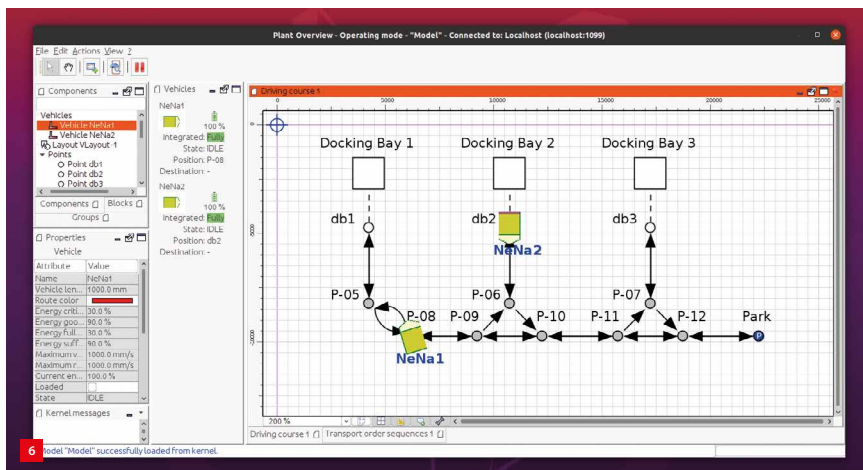 Plant Overview - Operating mode - "Model" - Connected to: Localhost (localhost:1099)
File Edit Actions View ?
Components
Vehicles
Vehicle NeNa1
Vehicle NeNa2
Layout VLayout-1
Points
Point db1
Point db2
Point db3
Components
Blocks
Groups
Properties
Vehicle
Attribute Value
Name NeNa1
Vehicle len... 1000.0 mm
Route color
Energy criti... 30.0 %
Energy goo... 90.0 %
Energy full... 30.0 %
Energy suff... 90.0 %
Maximum v... 1000.0 mm/s
Maximum r... 1000.0 mm/s
Current en... 100.0 %
Loaded
State IDLE
Kernel messages
Model "Model" successfully loaded from kernel.
6
Vehicles
NeNa1
100 %
Integrated: Fully
State: IDLE
Position: P-08
Destination: -
NeNa2
100 %
Integrated: Fully
State: IDLE
Position: db2
Destination: -
Driving course 1
0 5000 10000 15000 20000 25000
0
-5000
-10000
Docking Bay 1 Docking Bay 2 Docking Bay 3
db1 db2 db3
NeNa2
P-05 P-06 P-07
P-08 P-09 P-10 P-11 P-12 Park
P
NeNa1
200 %
Driving course 1 Transport order sequences 1